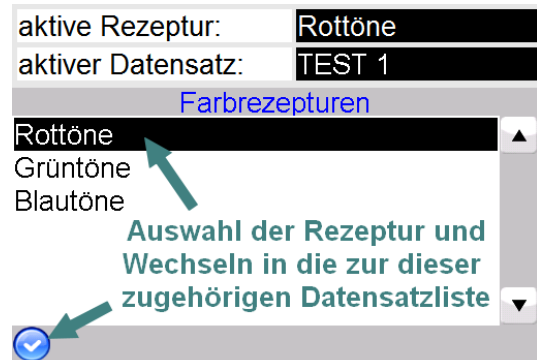 aktive Rezeptur: Rottöne
aktiver Datensatz: TEST 1
Farbrezepturen
Rottöne
Grüntöne
Blautöne
Auswahl der Rezeptur und
Wechseln in die zur dieser
zugehörigen Datensatzliste